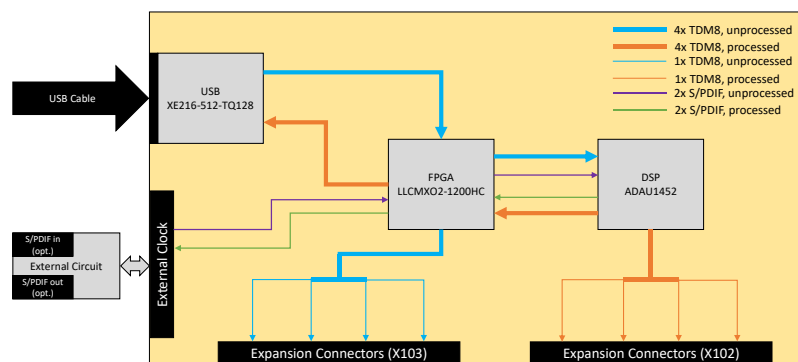 4x TDM8, unprocessed
4x TDM8, processed
1x TDM8, unprocessed
1x TDM8, processed
2x S/PDIF, unprocessed
2x S/PDIF, processed
USB Cable
USB
XE216-512-TQ128
FPGA
LLCMXO2-1200HC
DSP
ADAU1452
S/PDIF in
(opt.)
External Circuit
S/PDIF out
(opt.)
External Clock
Expansion Connectors (X103)
Expansion Connectors (X102)